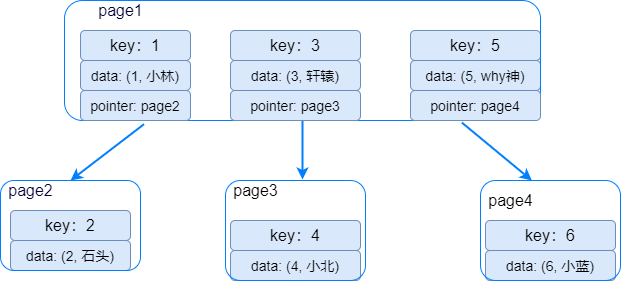 page1
key：1
key：3
key：5
data: (1, 小林)
data: (3, 轩辕)
data: (5, why神)
pointer: page2
pointer: page3
pointer: page4
page2
key：2
data: (2, 石头)
page3
key：4
data: (4, 小北)
page4
key：6
data: (6, 小蓝)